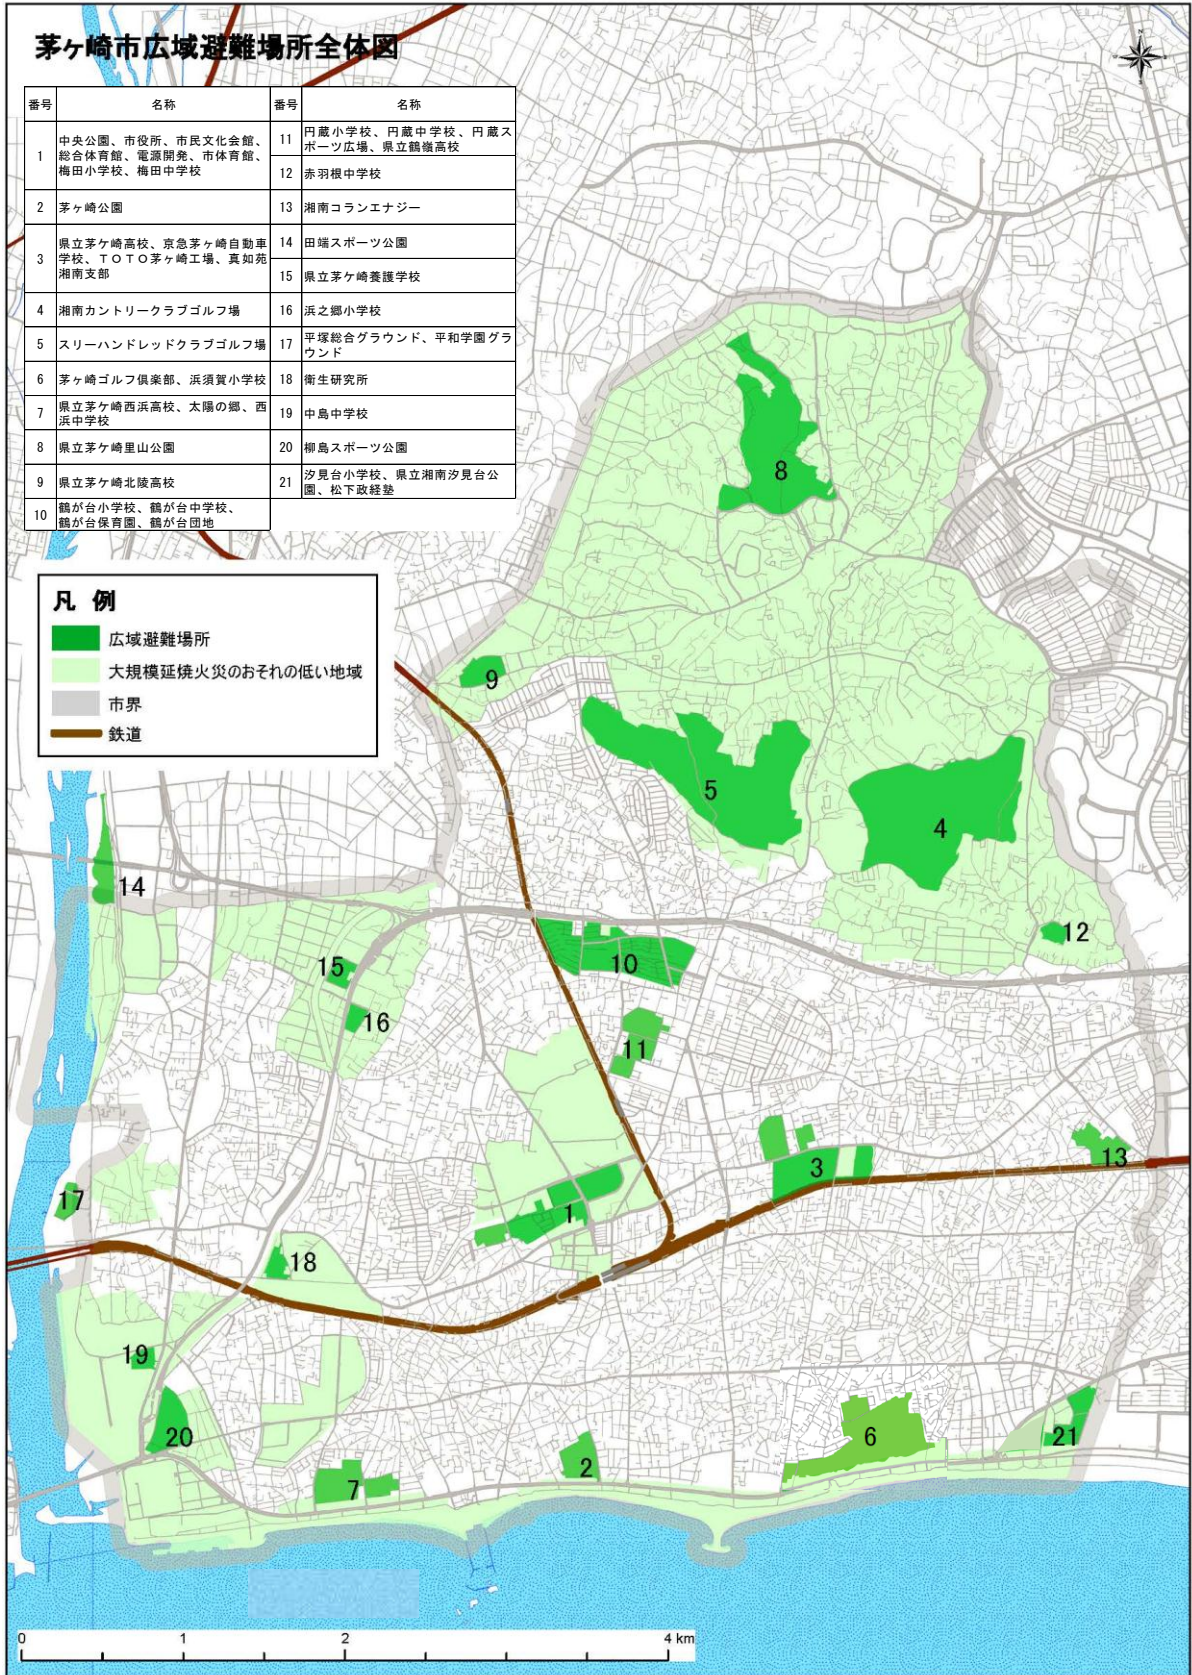 茅ヶ崎市広域避難場所全体図
番号 名称 番号 名称
1 中央公園、市役所、市民文化会館、
総合体育館、電源開発、市体育館、
梅田小学校、梅田中学校
2 茅ヶ崎公園
3 県立茅ケ崎高校、京急茅ヶ崎自動車
学校、TOTO茅ヶ崎工場、真如苑
湘南支部
4 湘南カントリークラブゴルフ場
5 スリーハンドレッドクラブゴルフ場
6 茅ヶ崎ゴルフ倶楽部、浜須賀小学校
7 県立茅ケ崎西浜高校、太陽の郷、西
浜中学校
8 県立茅ケ崎里山公園
9 県立茅ケ崎北陵高校
10 鶴が台小学校、鶴が台中学校、
鶴が台保育園、鶴が台団地
11 円蔵小学校、円蔵中学校、円蔵ス
ポーツ広場、県立鶴嶺高校
12 赤羽根中学校
13 湘南コランエナジー
14 田端スポーツ公園
15 県立茅ケ崎養護学校
16 浜之郷小学校
17 平塚総合グラウンド、平和学園グラ
ウンド
18 衛生研究所
19 中島中学校
20 柳島スポーツ公園
21 汐見台小学校、県立湘南汐見台公
園、松下政経塾
凡 例
広域避難場所
大規模延焼火災のおそれの低い地域
市界
鉄道
8
9
5
4
14
12
10
15
16
11
3
13
17
1
18
19
20
6
21
2
7
0 1 2 4 km